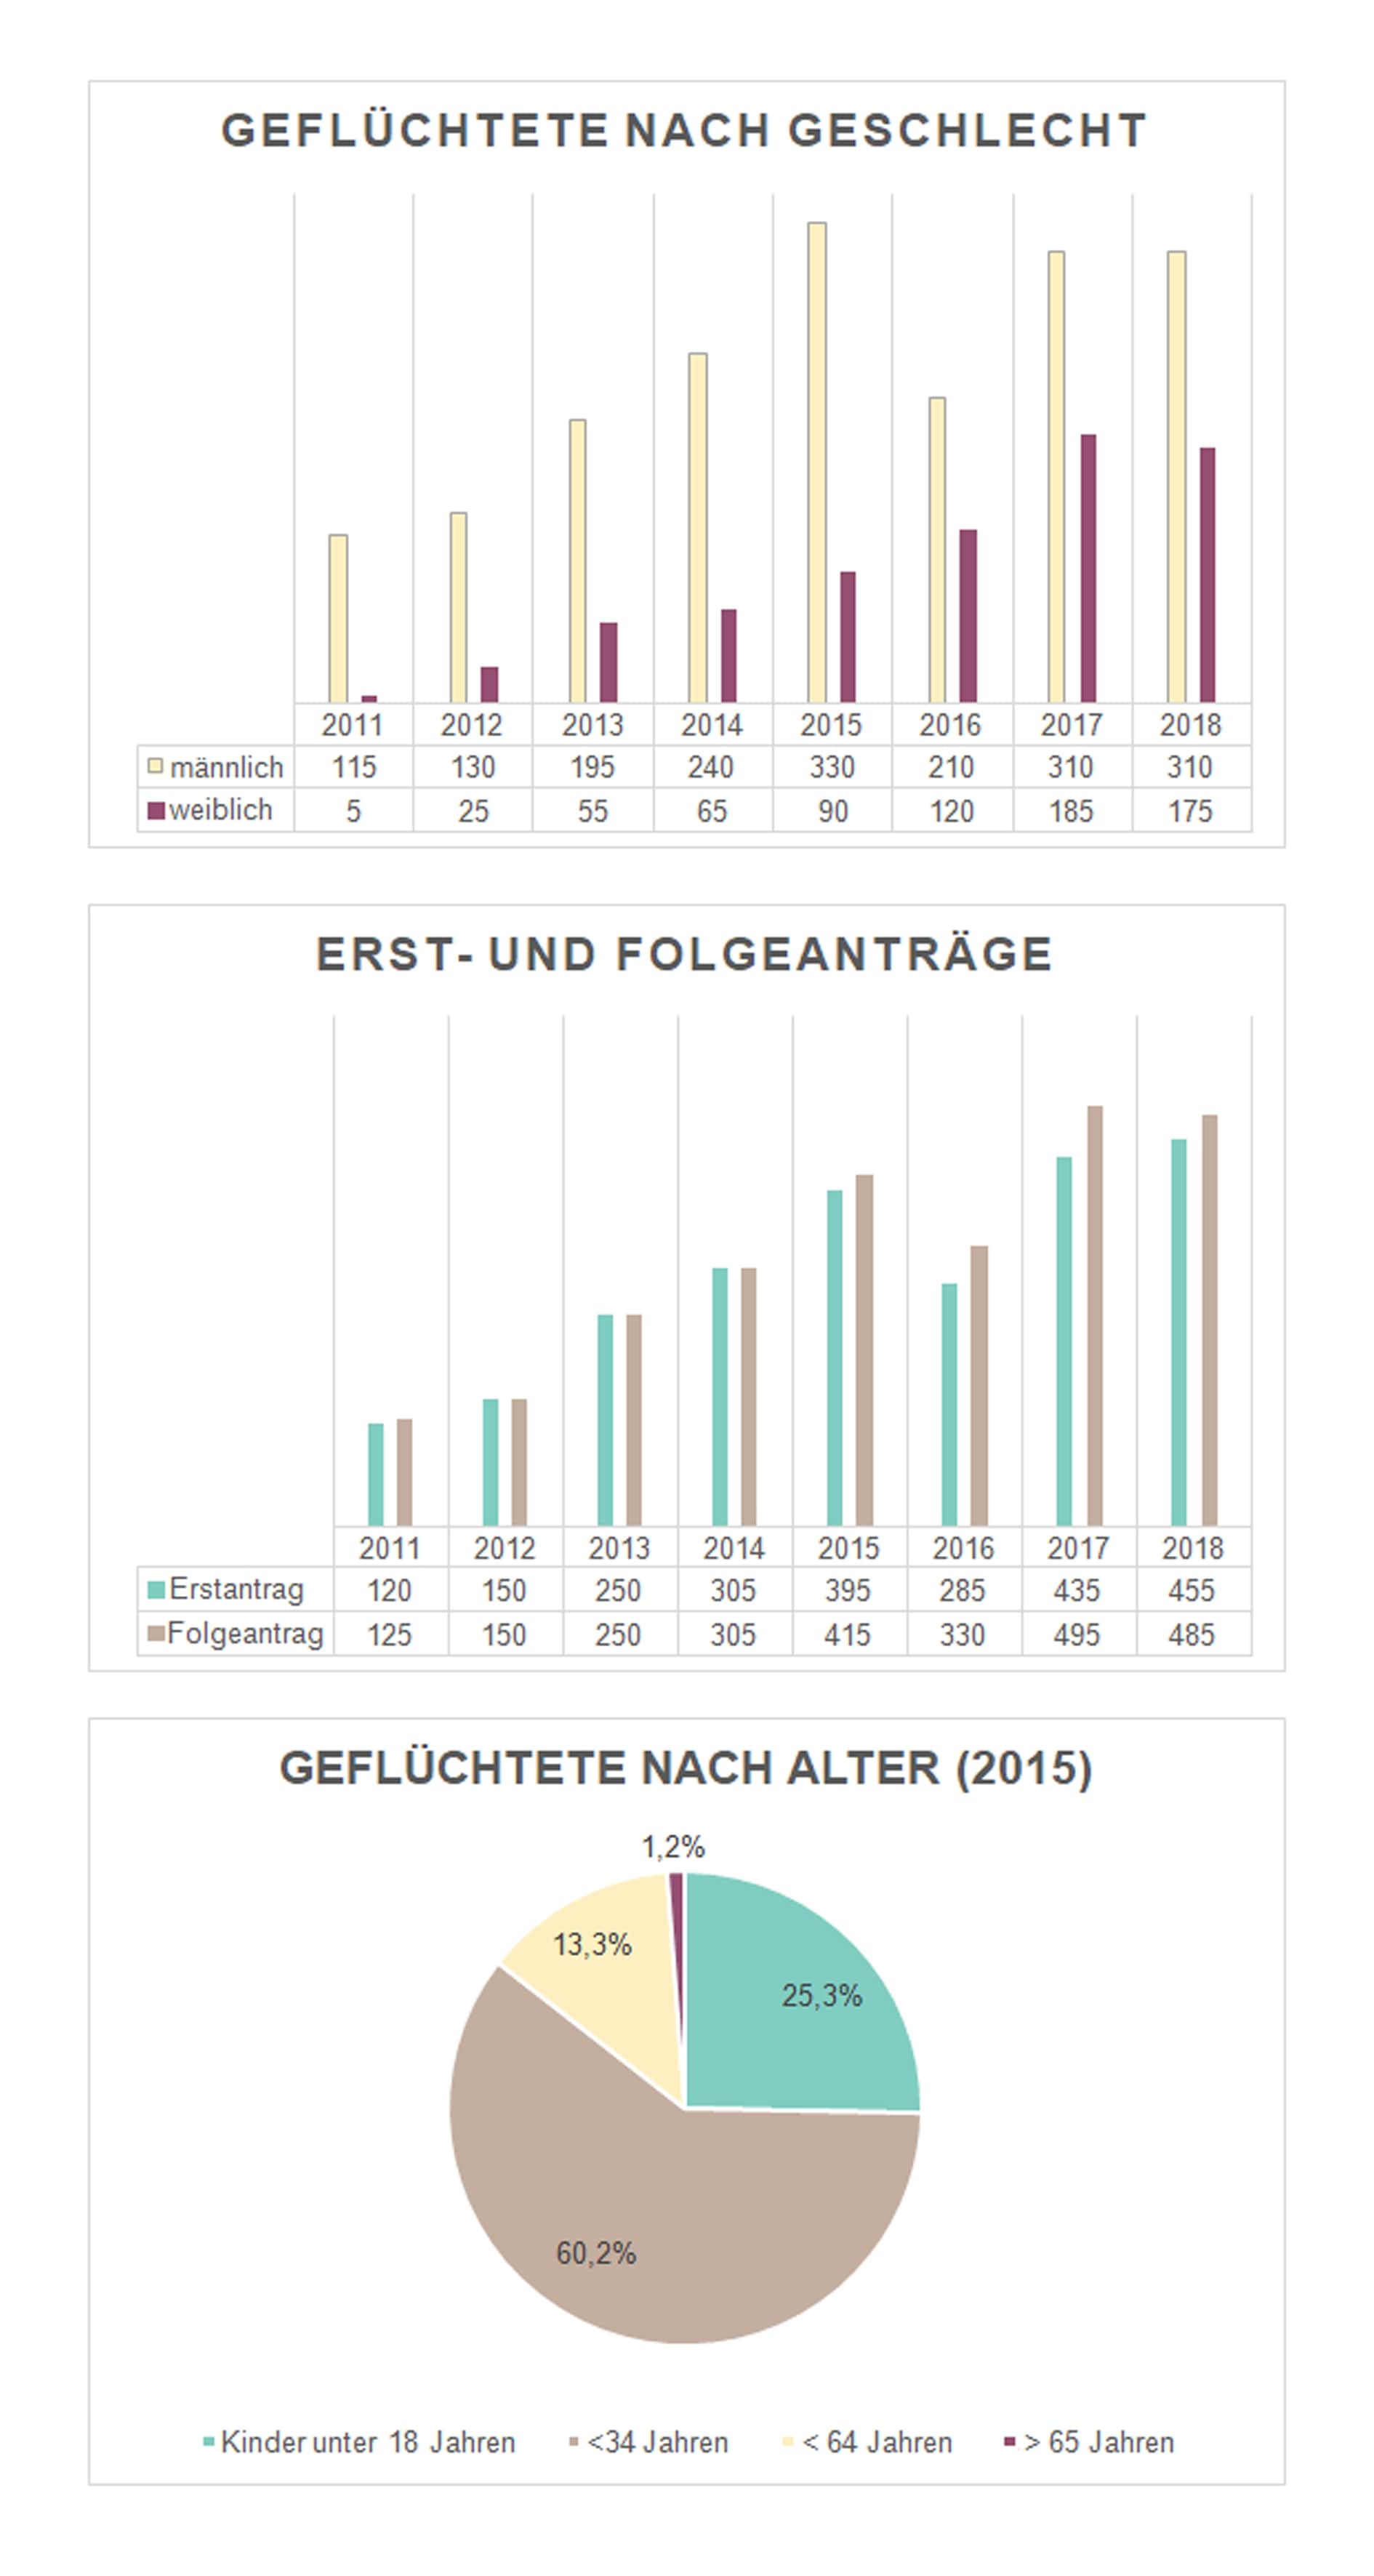 GEFLÜCHTETE NACH GESCHLECHT
2011 2012 2013 2014 2015 2016 2017 2018
männlich 115 130 195 240 330 210 310 310
weiblich 5 25 55 65 90 120 185 175
ERST- UND FOLGEANTRÄGE
2011 2012 2013 2014 2015 2016 2017 2018
Erstantrag 120 150 250 305 395 285 435 455
Folgeantrag 125 150 250 305 415 330 495 485
GEFLÜCHTETE NACH ALTER (2015)
1,2%
13,3%
25,3%
60,2%
Kinder unter 18 Jahren <34 Jahren < 64 Jahren > 65 Jahren